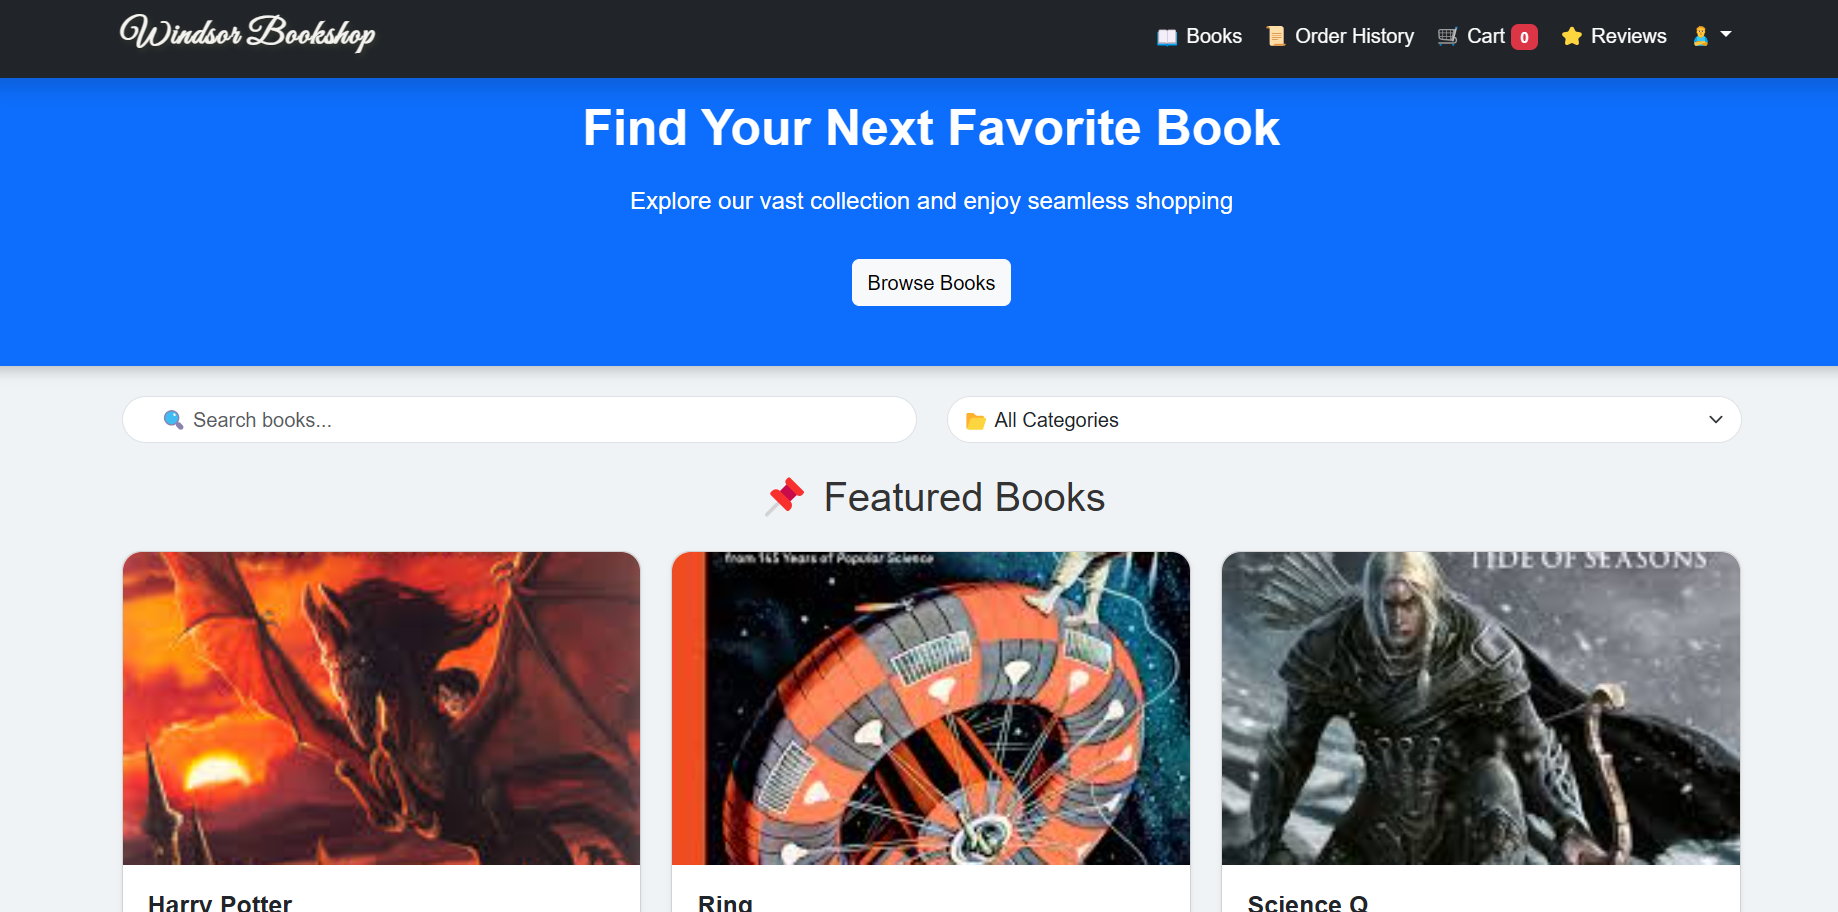 Windsor Bookshop
📖 Books 📜 Order History 🛒 Cart 0 ⭐ Reviews
Find Your Next Favorite Book
Explore our vast collection and enjoy seamless shopping
Browse Books
🔍 Search books...
📂 All Categories
📌 Featured Books
from 145 Years of Popular Science
TIDE OF SEASONS
Harry Potter
Ring
Science Q